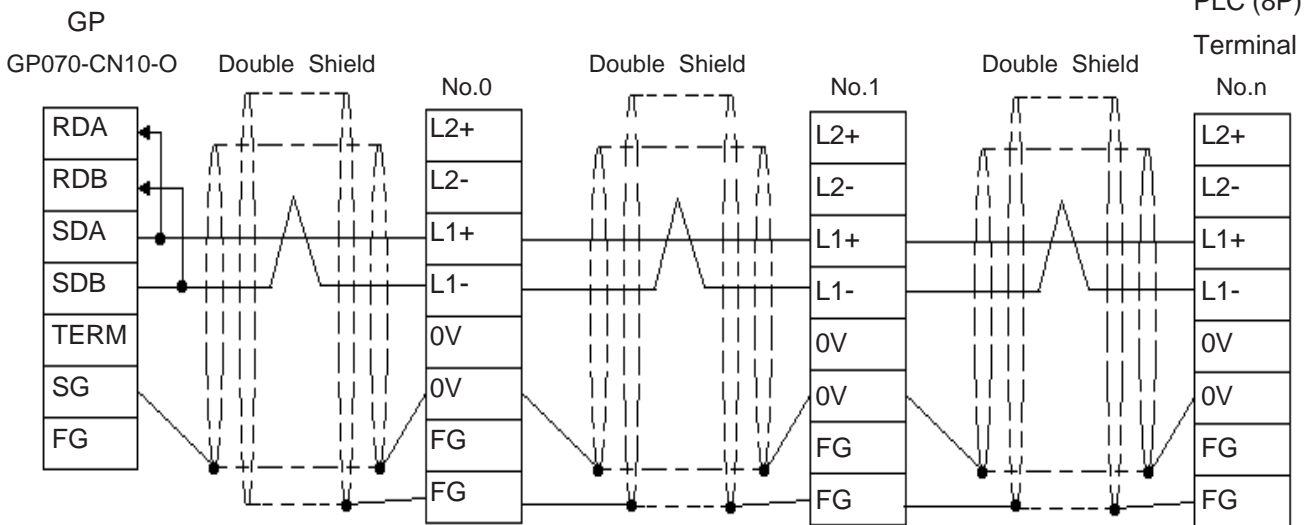 PLC (8P)
GP
Terminal
GP070-CN10-O
Double Shield
Double Shield
Double Shield
No.0
No.1
No.n
RDA
RDB
SDA
SDB
TERM
SG
FG
L2+
L2-
L1+
L1-
0V
0V
FG
FG
L2+
L2-
L1+
L1-
0V
0V
FG
FG
L2+
L2-
L1+
L1-
0V
0V
FG
FG